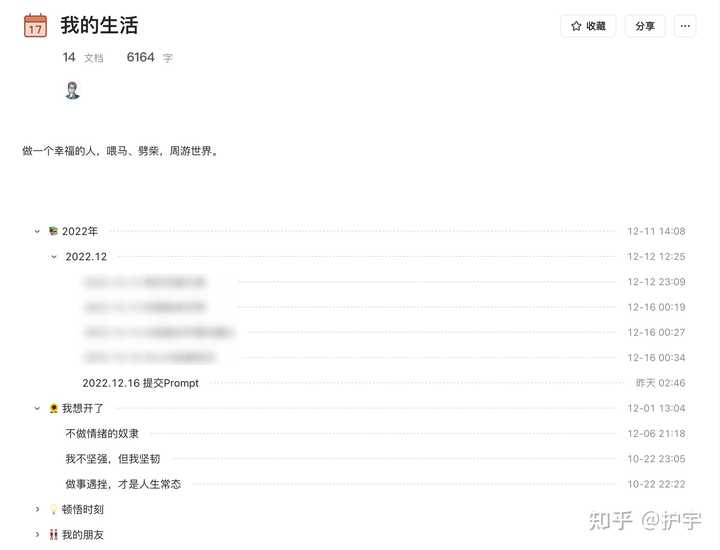 17 我的生活 收藏 分享 ...
14 文档 6164 字
做一个幸福的人，喂马、劈柴，周游世界。
2022年 12-11 14:08
2022.12 12-12 12:25
12-12 23:09
12-16 00:19
12-16 00:27
12-16 00:34
2022.12.16 提交Prompt 昨天 02:46
我想开了 12-01 13:04
不做情绪的奴隶 12-06 21:18
我不坚强，但我坚韧 10-22 23:05
做事遇挫，才是人生常态 10-22 22:22
顿悟时刻
我的朋友
知乎 @护宇